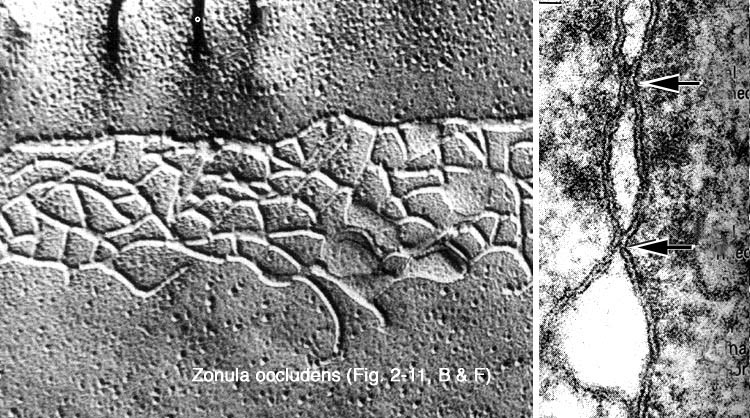 Zonula occludens (Fig. 2-11, B & F)